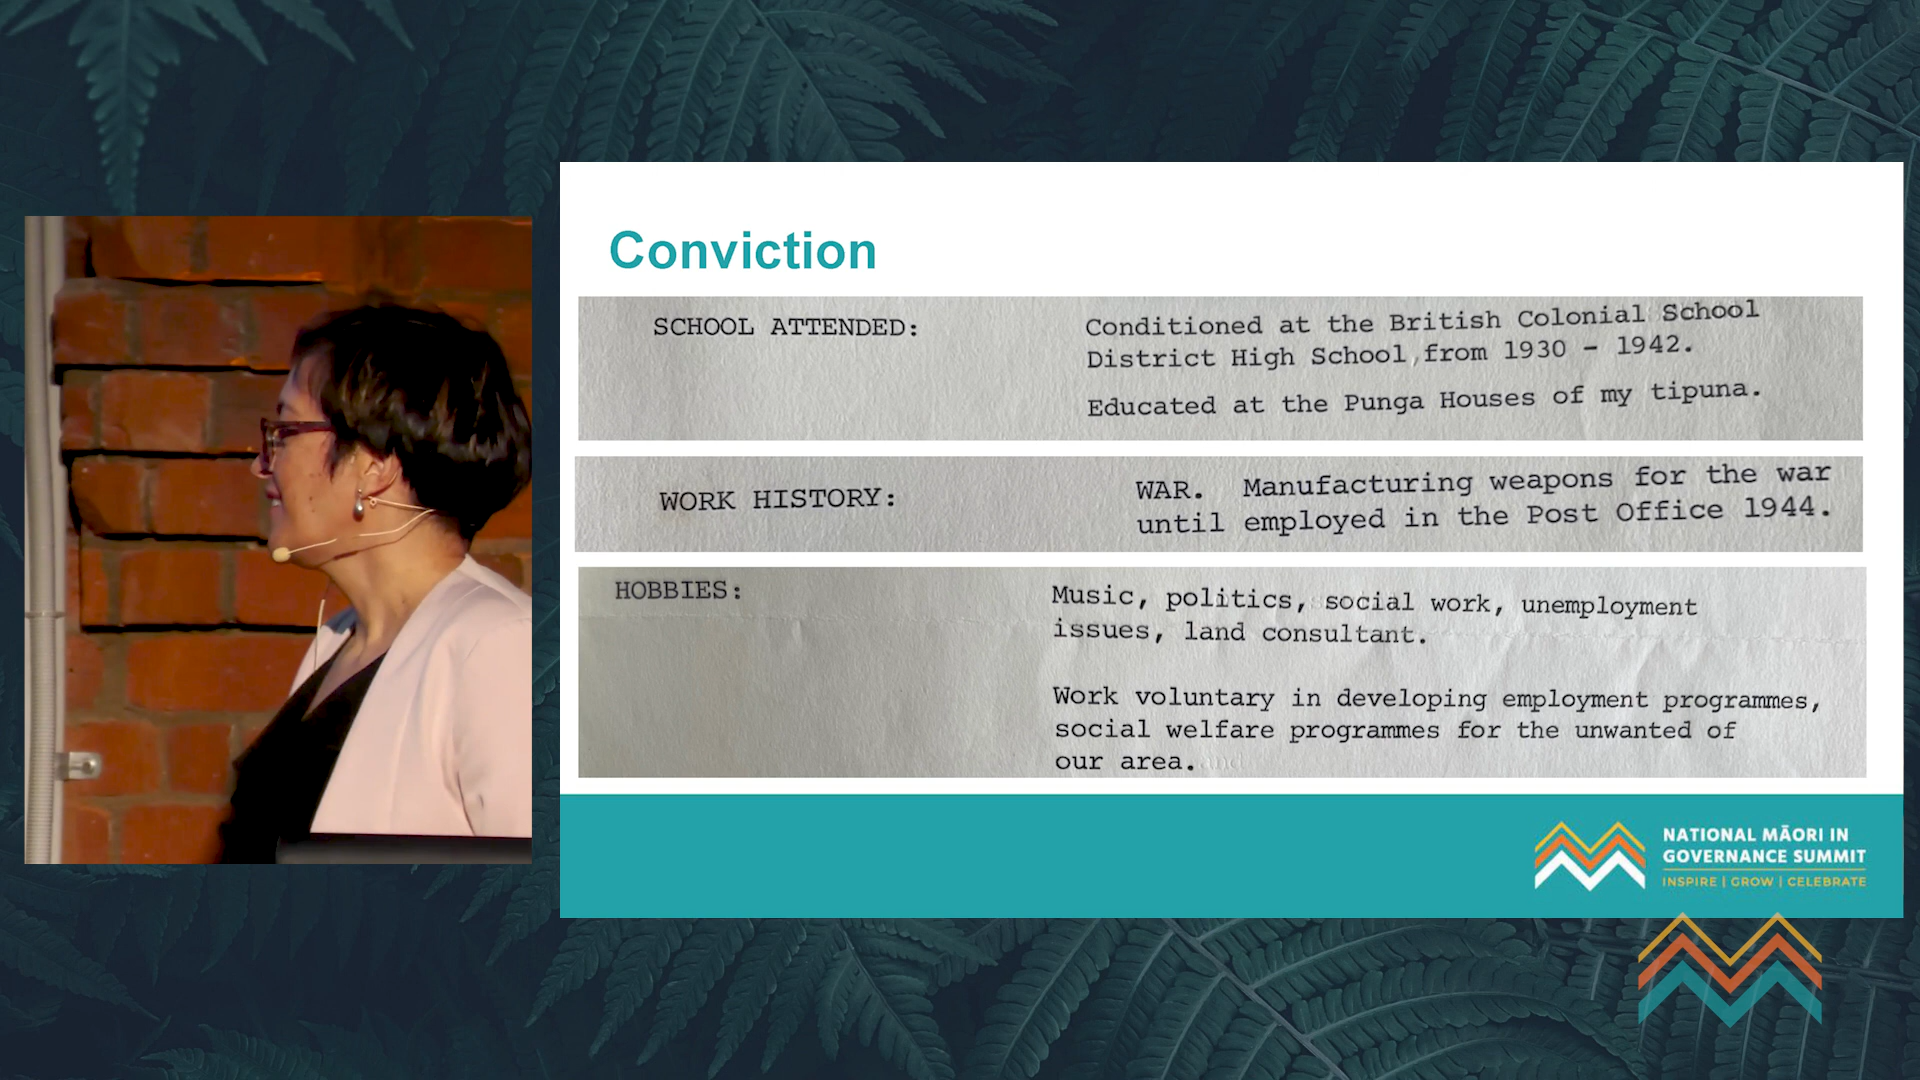 Conviction
SCHOOL ATTENDED:
Conditioned at the British Colonial School
District High School, from 1930 - 1942.
Educated at the Punga Houses of my tipuna.
WORK HISTORY:
WAR. Manufacturing weapons for the war
until employed in the Post Office 1944.
HOBBIES:
Music, politics, social work, unemployment
issues, land consultant.
Work voluntary in developing employment programmes,
social welfare programmes for the unwanted of
our area.
NATIONAL MĀORI IN
GOVERNANCE SUMMIT
INSPIRE | GROW | CELEBRATE